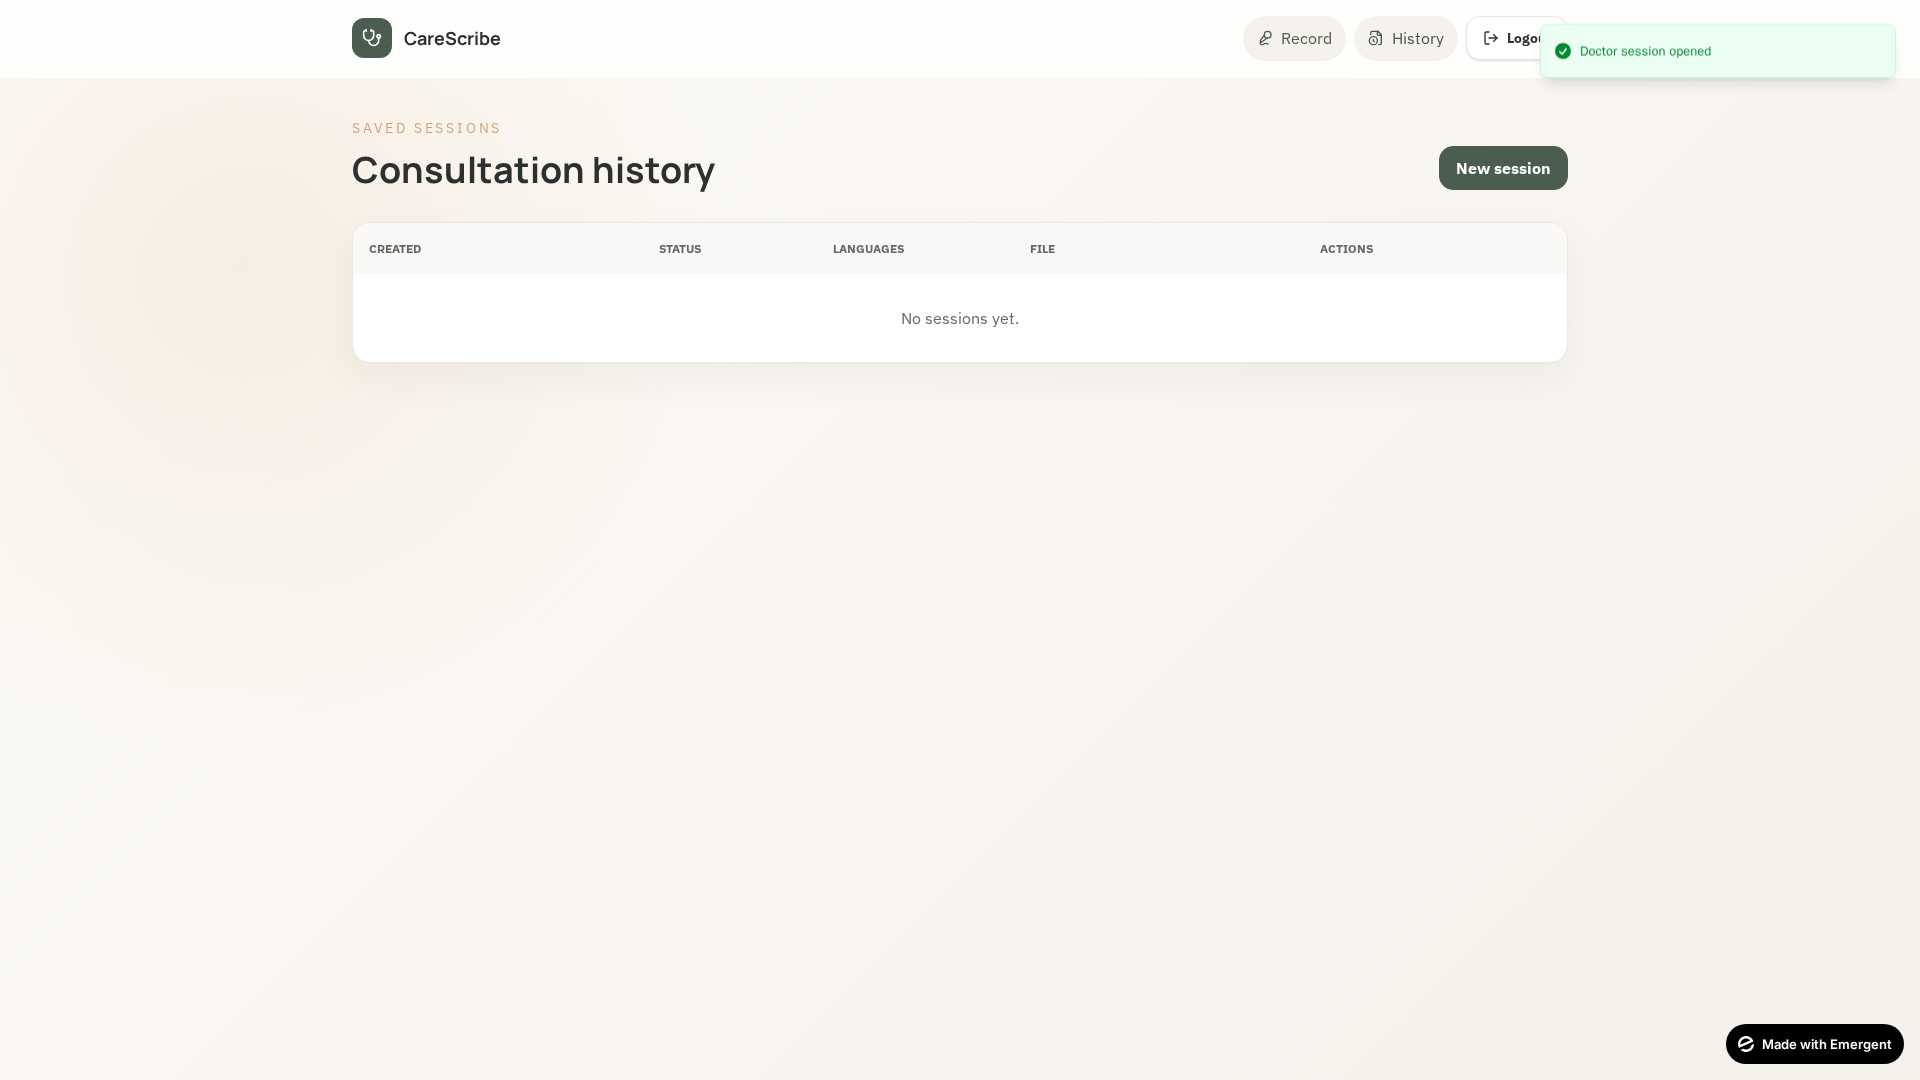 CareScribe
Record
History
Doctor session opened
SAVED SESSIONS
Consultation history
New session
CREATED STATUS LANGUAGES FILE ACTIONS
No sessions yet.
Made with Emergent